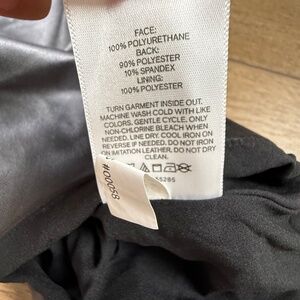 FACE:
100% POLYURETHANE
BACK:
90% POLYESTER
10% SPANDEX
LINING:
100% POLYESTER
TURN GARMENT INSIDE OUT.
MACHINE WASH COLD WITH LIKE
COLORS, GENTLE CYCLE. ONLY
NON-CHLORINE BLEACH WHEN
NEEDED. LINE DRY. COOL IRON ON
REVERSE IF NEEDED. DO NOT IRON
ON IMITATION LEATHER. DO NOT DRY
CLEAN.
55285
#00058